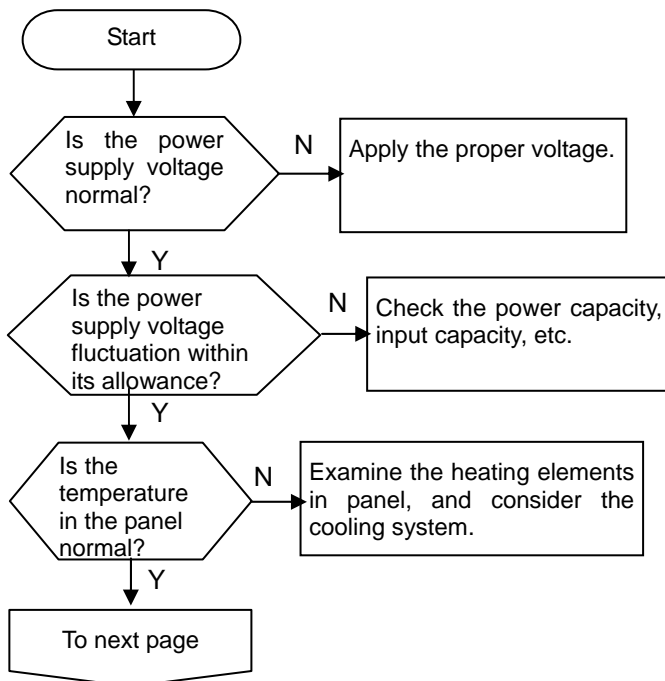 Start
Is the power
supply voltage
normal?
N
Apply the proper voltage.
Y
Is the power
supply voltage
fluctuation within
its allowance?
N
Check the power capacity,
input capacity, etc.
Y
Is the
temperature
in the panel
normal?
N
Examine the heating elements
in panel, and consider the
cooling system.
Y
To next page